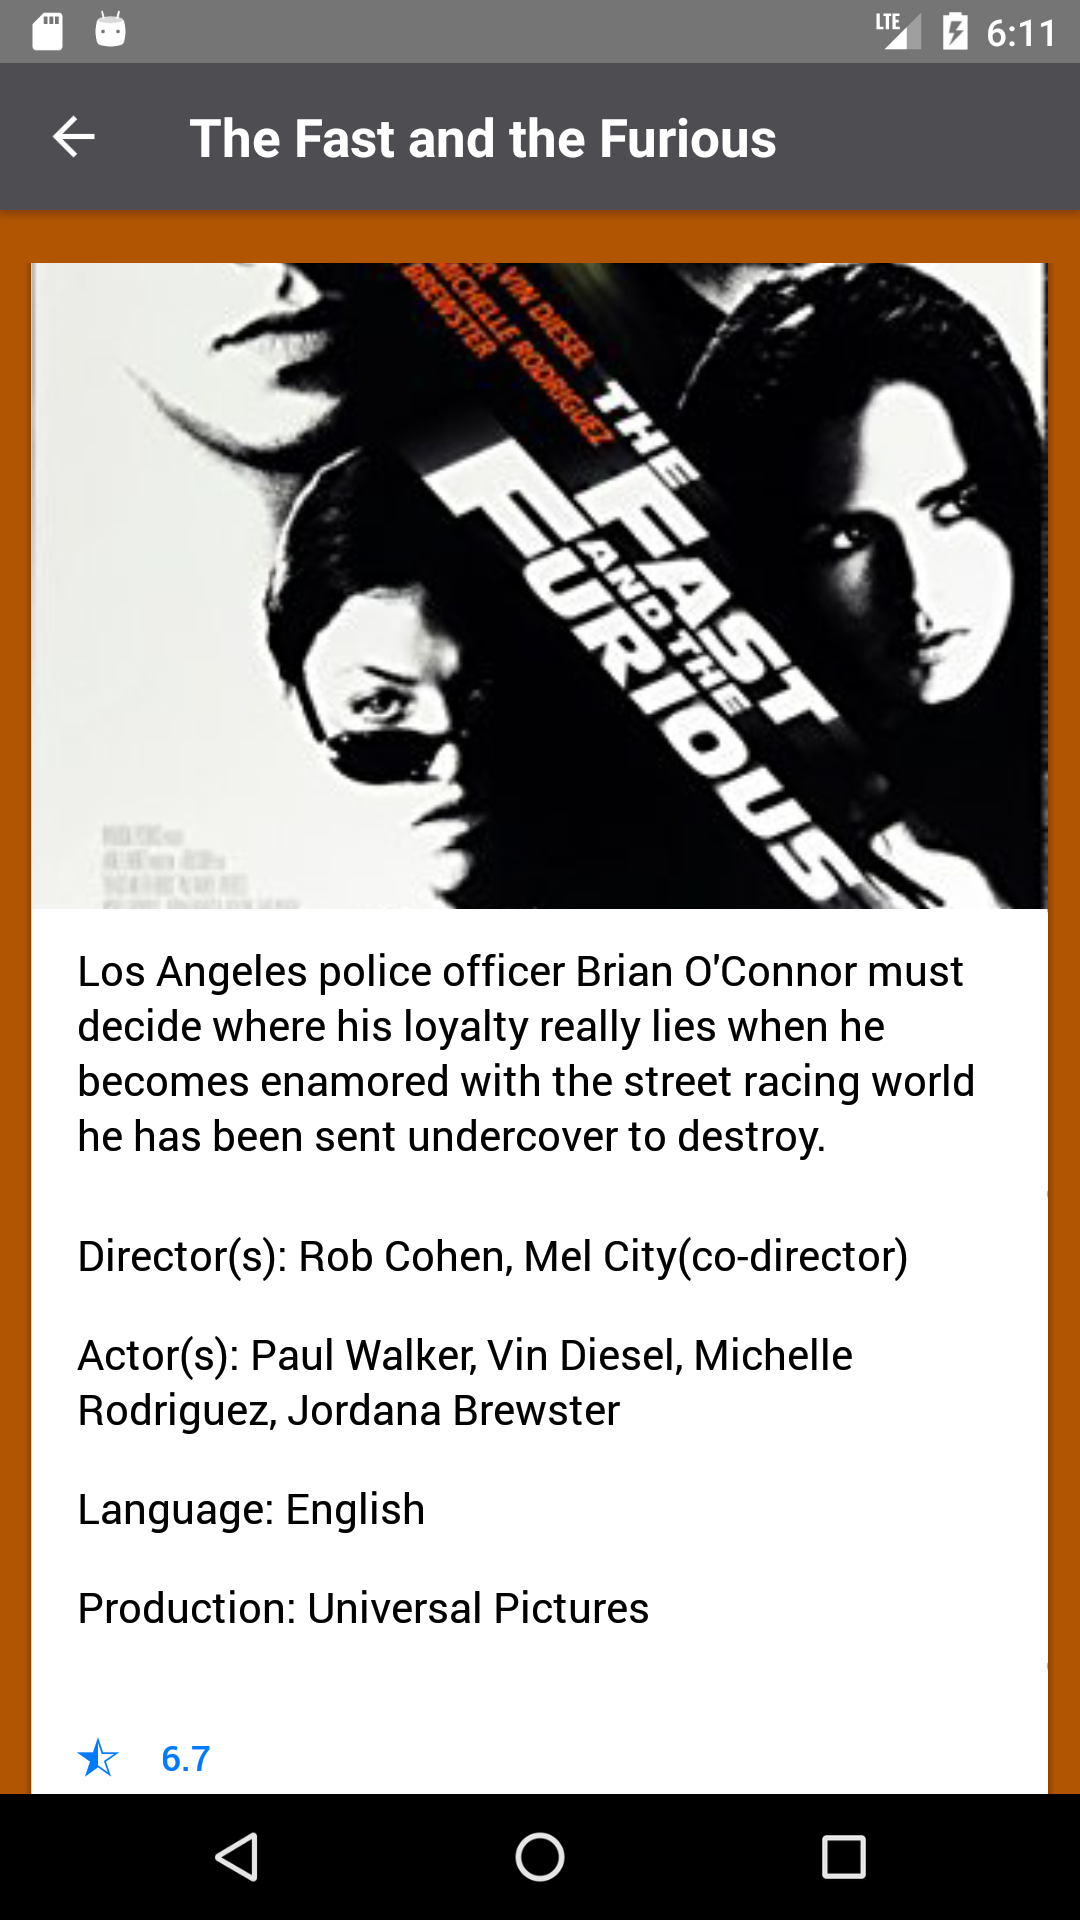 LTE 6:11
The Fast and the Furious
VIN DIESEL
MICHELLE RODRIGUEZ
BREWSTER
THE
FAST
AND THE
FURIOUS
Los Angeles police officer Brian O'Connor must
decide where his loyalty really lies when he
becomes enamored with the street racing world
he has been sent undercover to destroy.
Director(s): Rob Cohen, Mel City(co-director)
Actor(s): Paul Walker, Vin Diesel, Michelle
Rodriguez, Jordana Brewster
Language: English
Production: Universal Pictures
6.7